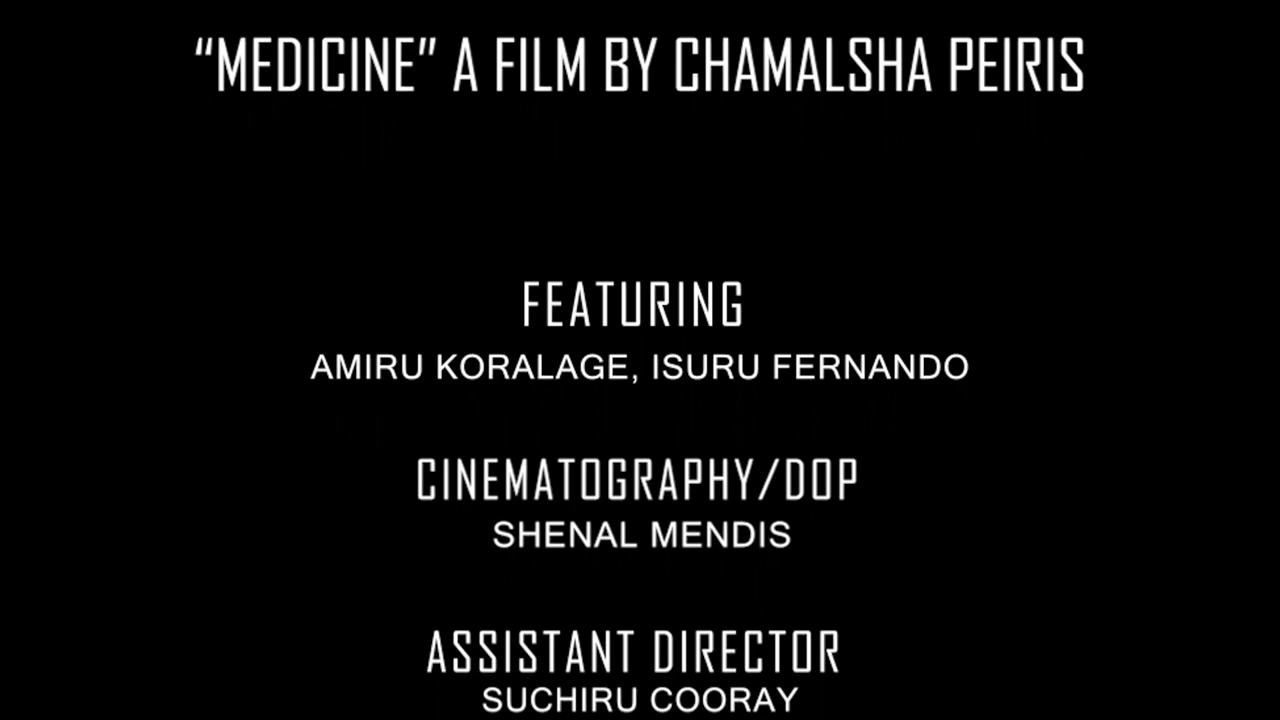 “MEDICINE” A FILM BY CHAMALSHA PEIRIS
FEATURING
AMIRU KORALAGE, ISURU FERNANDO
CINEMATOGRAPHY/DOP
SHENAL MENDIS
ASSISTANT DIRECTOR
SUCHIRU COORAY